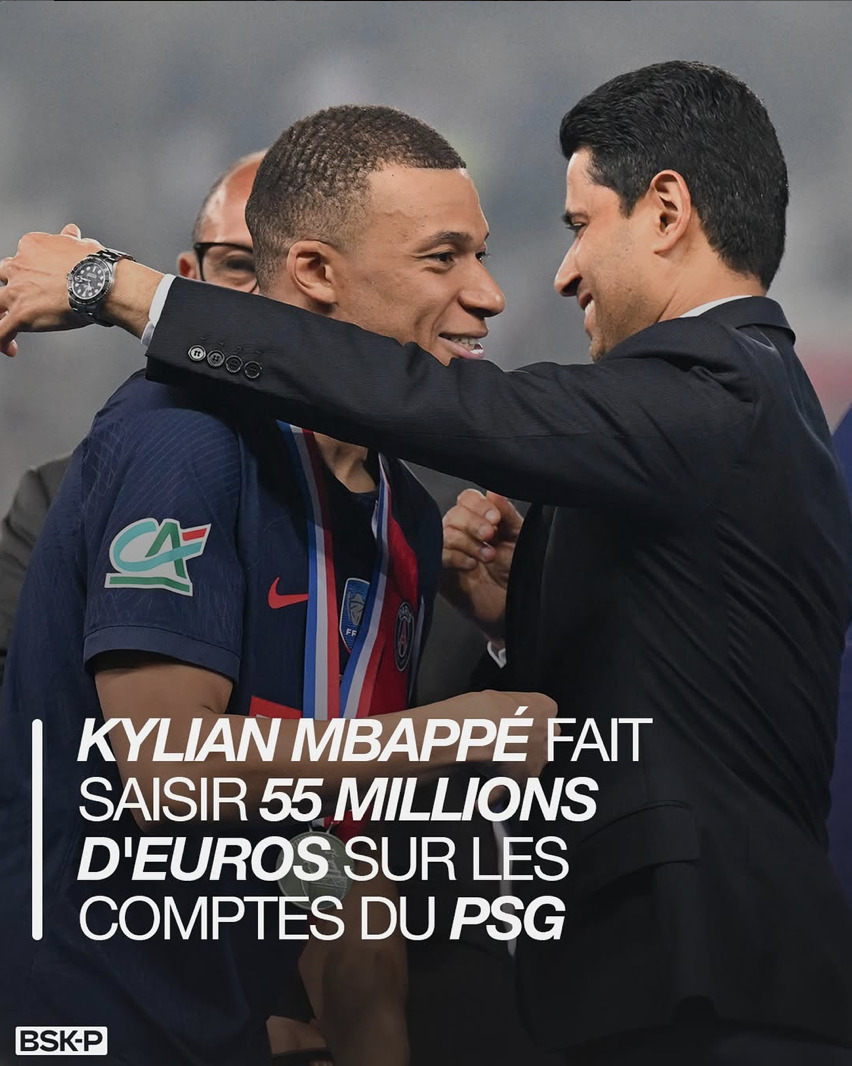 KYLIAN MBAPPÉ FAIT
SAISIR 55 MILLIONS
D'EUROS SUR LES
COMPTES DU PSG
BSK-P